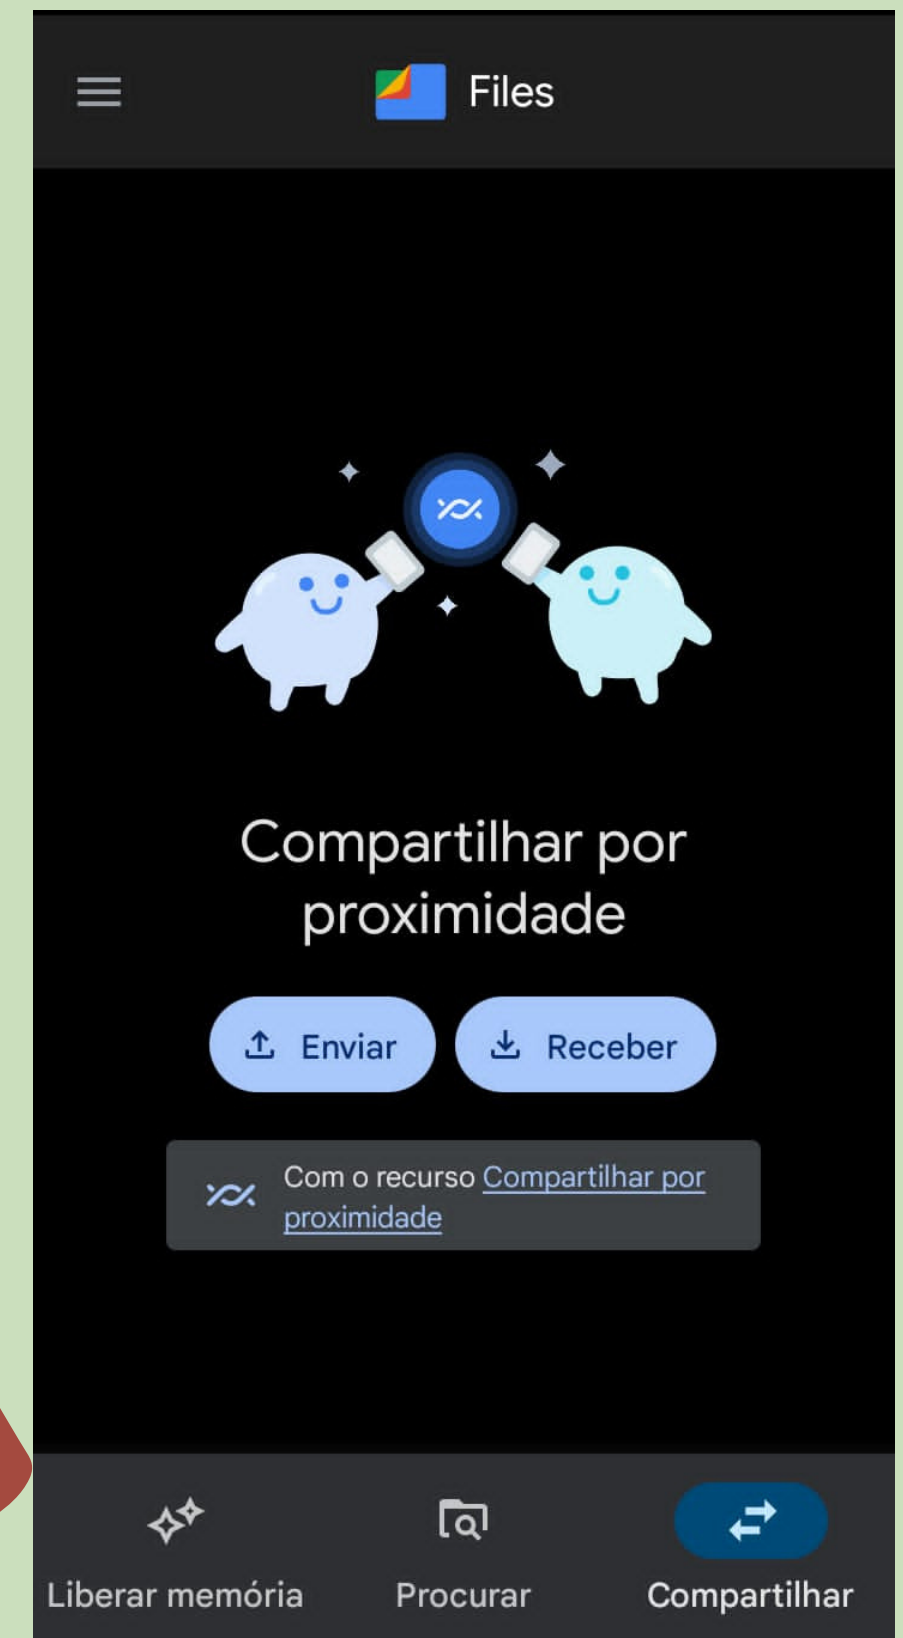 Files
Compartilhar por
proximidade
Enviar
Receber
Com o recurso Compartilhar por
proximidade
Liberar memória
Procurar
Compartilhar